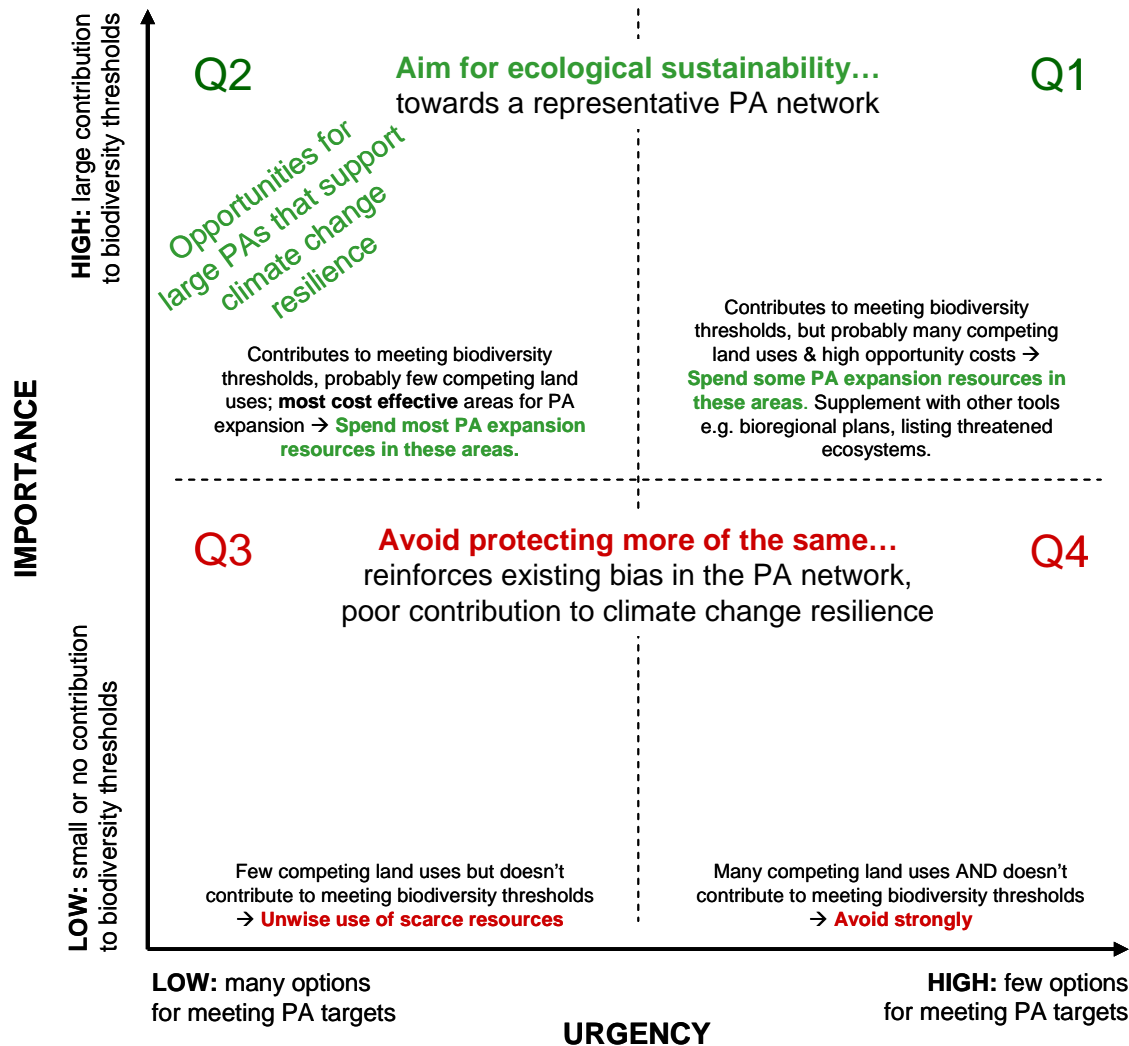 Q2
Aim for ecological sustainability…
towards a representative PA network
Q1
HIGH: large contribution
to biodiversity thresholds
Opportunities for
large PAs that support
climate change
resilience
Contributes to meeting biodiversity
thresholds, probably few competing land
uses; most cost effective areas for PA
expansion → Spend most PA expansion
resources in these areas.
Contributes to meeting biodiversity
thresholds, but probably many competing
land uses & high opportunity costs →
Spend some PA expansion resources in
these areas. Supplement with other tools
e.g. bioregional plans, listing threatened
ecosystems.
IMPORTANCE
Q3
Avoid protecting more of the same…
reinforces existing bias in the PA network,
poor contribution to climate change resilience
Q4
LOW: small or no contribution
to biodiversity thresholds
Few competing land uses but doesn’t
contribute to meeting biodiversity thresholds
→ Unwise use of scarce resources
Many competing land uses AND doesn’t
contribute to meeting biodiversity thresholds
→ Avoid strongly
LOW: many options
for meeting PA targets
HIGH: few options
for meeting PA targets
URGENCY